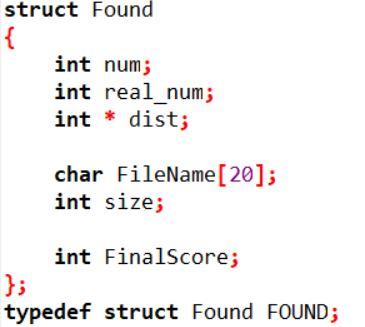 struct Found
{
int num;
int real_num;
int * dist;
char FileName[20];
int size;
int FinalScore;
};
typedef struct Found FOUND;